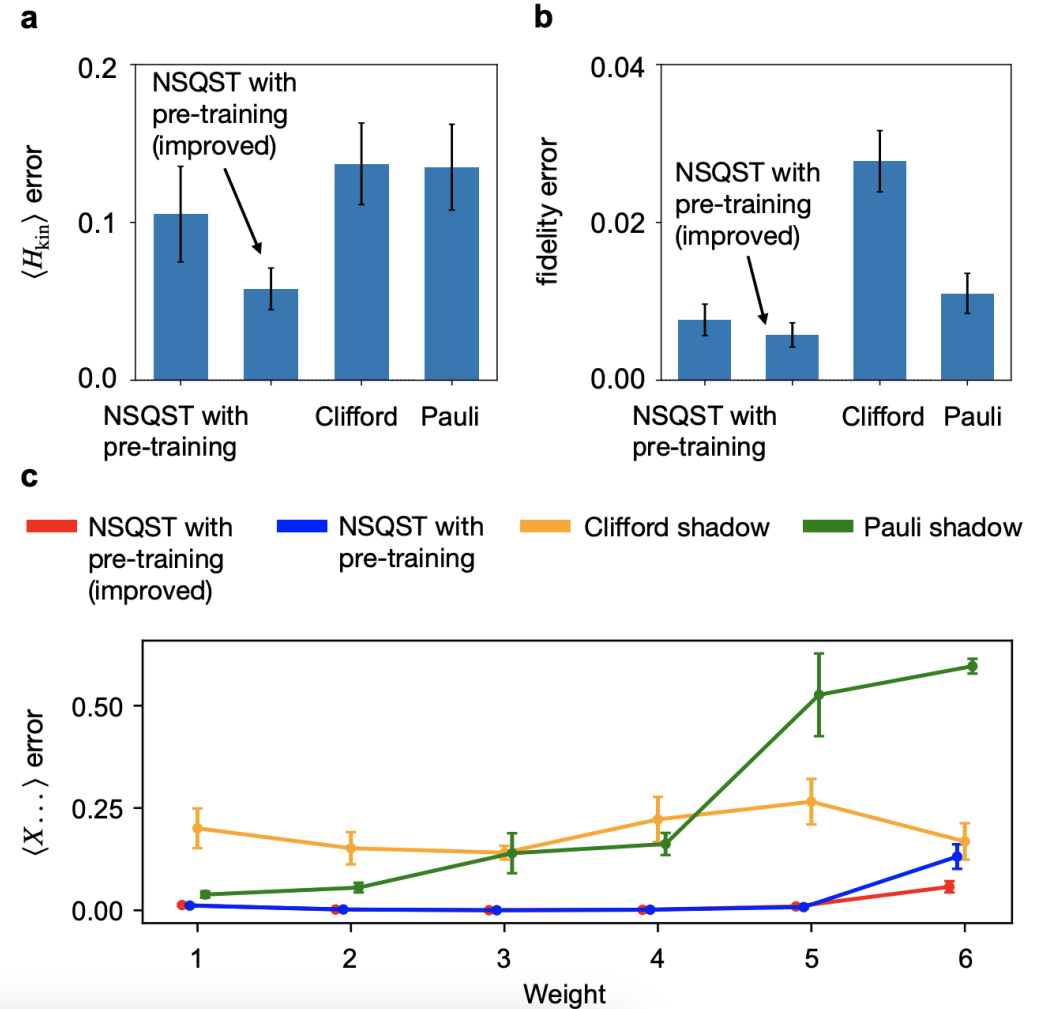 a
0.2
0.1
0.0
⟨Hkin⟩ error
NSQST with
pre-training
(improved)
NSQST with
pre-training
Clifford
Pauli
b
0.04
0.02
0.00
fidelity error
NSQST with
pre-training
(improved)
NSQST with
pre-training
Clifford
Pauli
c
NSQST with
pre-training
(improved)
NSQST with
pre-training
Clifford shadow
Pauli shadow
⟨X...⟩ error
0.50
0.25
0.00
1 2 3 4 5 6
Weight